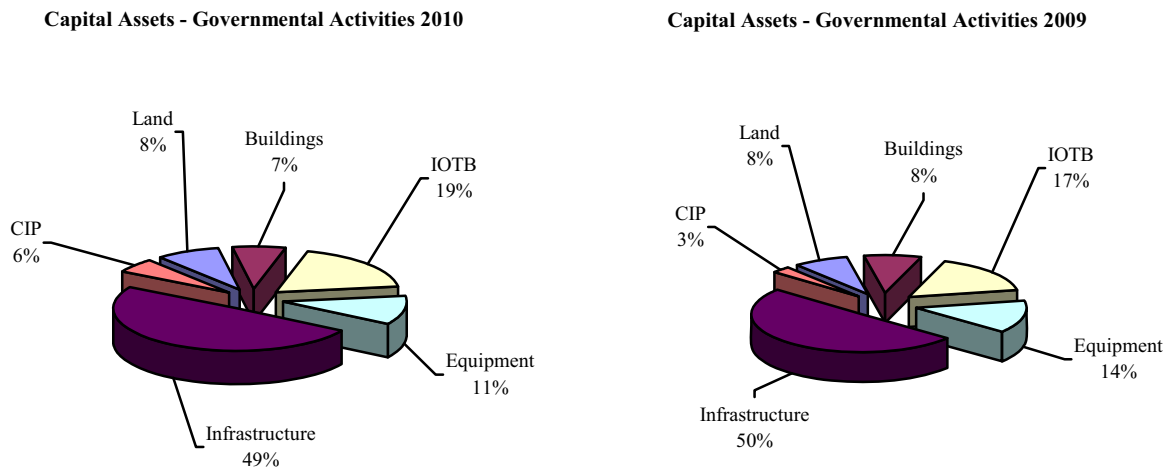 Capital Assets - Governmental Activities 2010
Land
8%
Buildings
7%
IOTB
19%
CIP
6%
Equipment
11%
Infrastructure
49%
Capital Assets - Governmental Activities 2009
Land
8%
Buildings
8%
IOTB
17%
CIP
3%
Equipment
14%
Infrastructure
50%